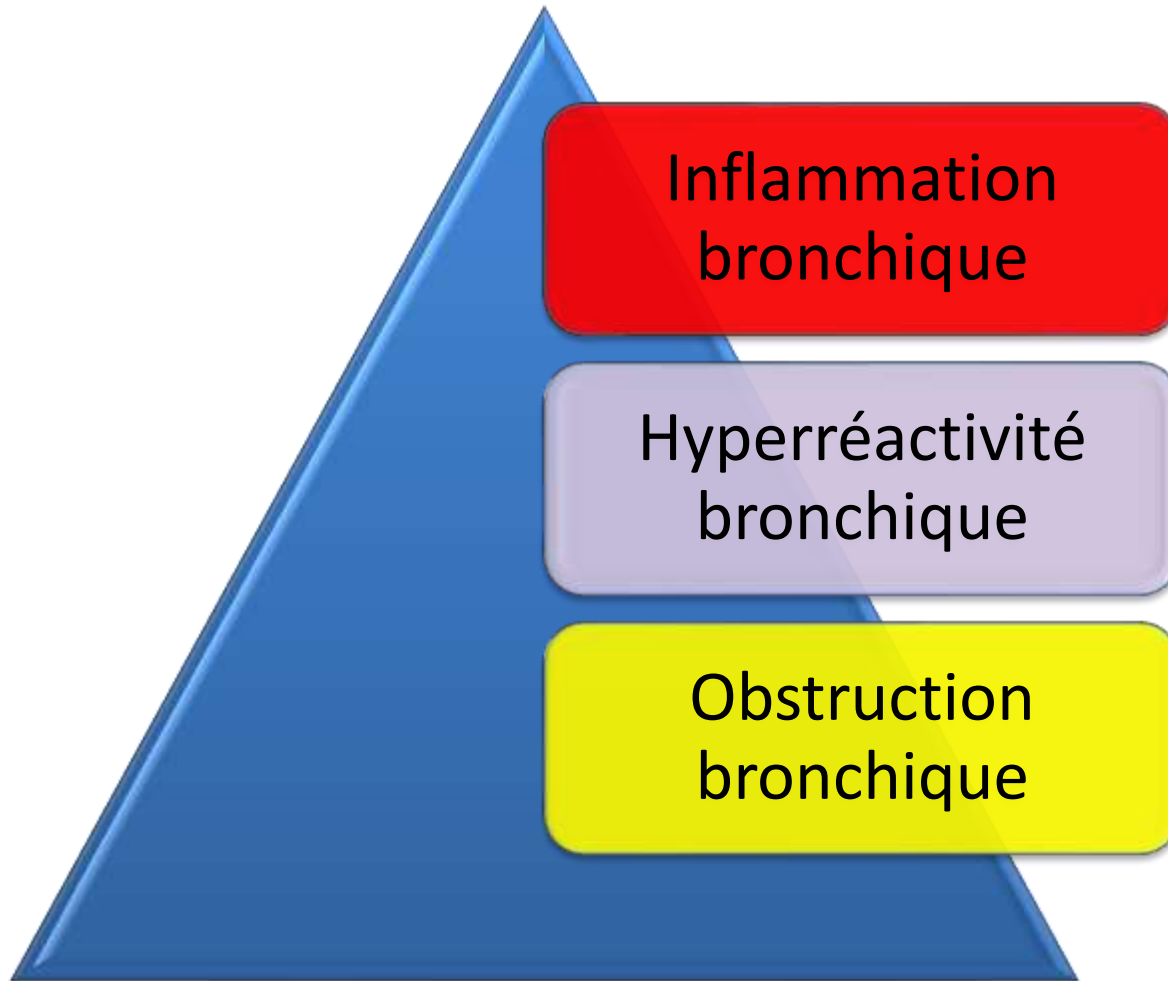 Inflammation
bronchique
Hyperréactivité
bronchique
Obstruction
bronchique